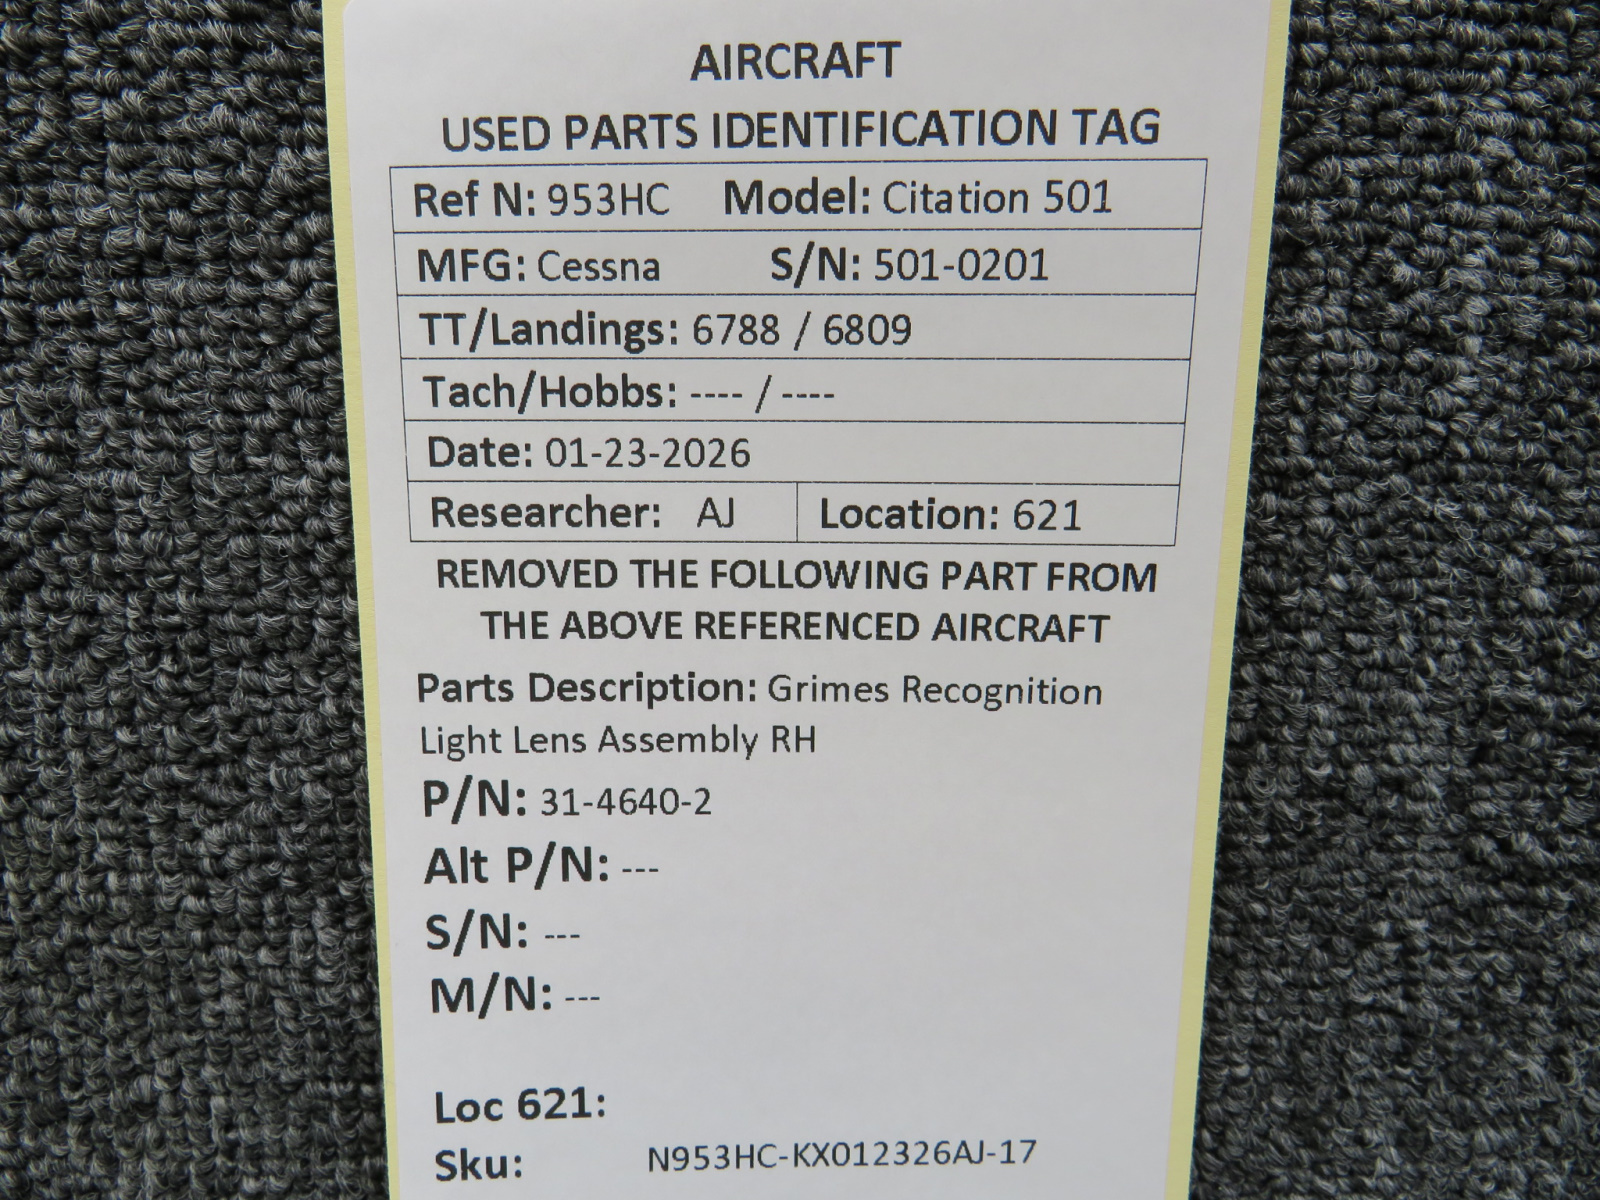 AIRCRAFT
USED PARTS IDENTIFICATION TAG
Ref N: 953HC Model: Citation 501
MFG: Cessna S/N: 501-0201
TT/Landings: 6788 / 6809
Tach/Hobbs: ---- / ----
Date: 01-23-2026
Researcher: AJ Location: 621
REMOVED THE FOLLOWING PART FROM
THE ABOVE REFERENCED AIRCRAFT
Parts Description: Grimes Recognition
Light Lens Assembly RH
P/N: 31-4640-2
Alt P/N: ---
S/N: ---
M/N: ---
Loc 621:
Sku: N953HC-KX012326AJ-17